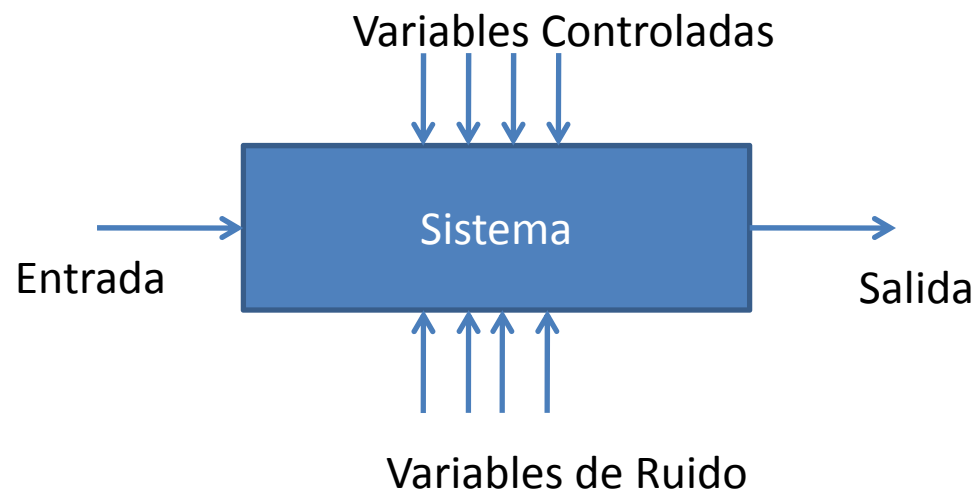 Variables Controladas
Sistema
Entrada
Salida
Variables de Ruido